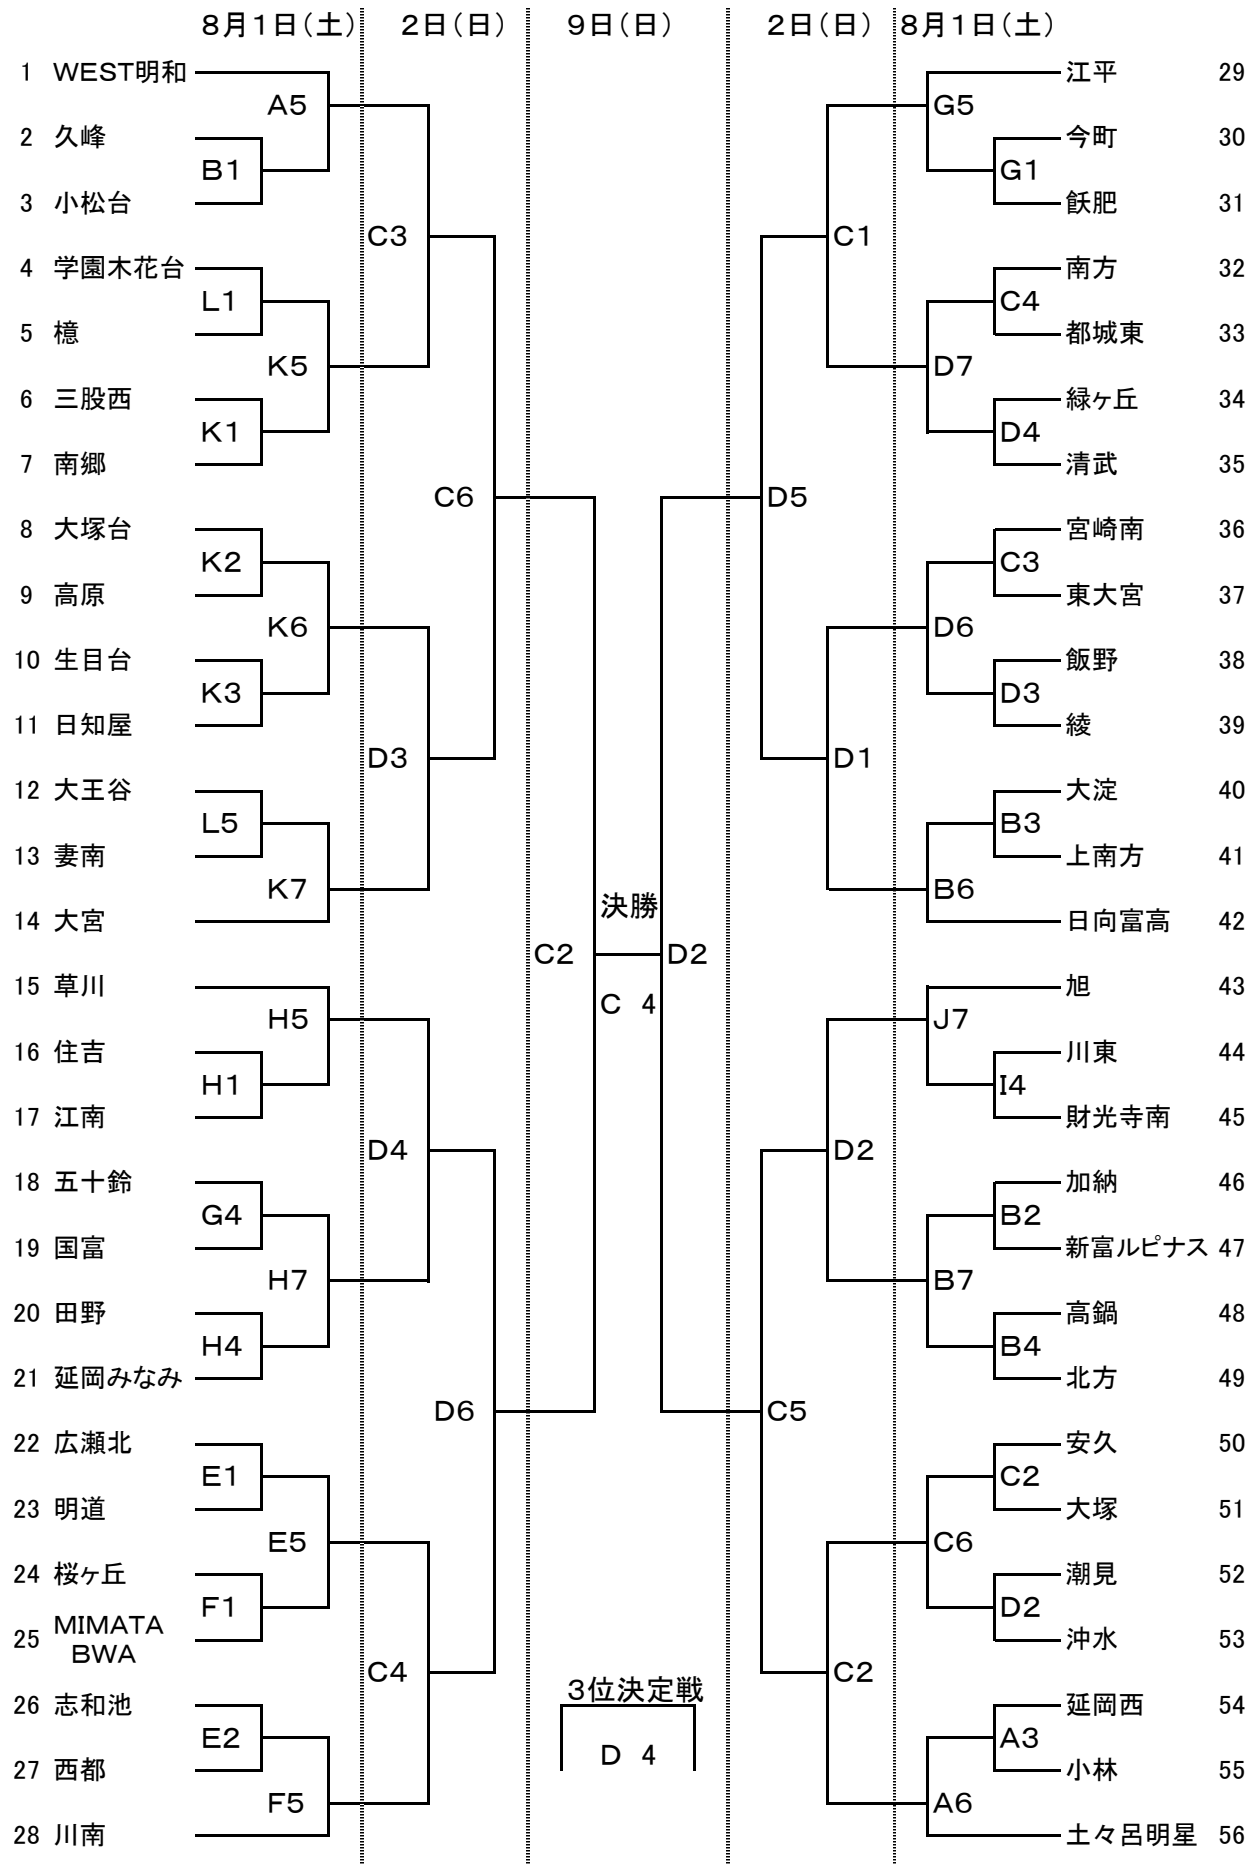 8月1日(土) 2日(日) 9日(日) 2日(日) 8月1日(土)
1 WEST明和 江平 29
A5 G5
2 久峰 今町 30
B1 G1
3 小松台 飫肥 31
C3 C1
4 学園木花台 南方 32
L1 C4
5 檍 都城東 33
K5 D7
6 三股西 緑ヶ丘 34
K1 D4
7 南郷 清武 35
C6 D5
8 大塚台 宮崎南 36
K2 C3
9 高原 東大宮 37
K6 D6
10 生目台 飯野 38
K3 D3
11 日知屋 綾 39
D3 D1
12 大王谷 大淀 40
L5 B3
13 妻南 上南方 41
K7 B6
決勝
14 大宮 日向富高 42
C2 D2
15 草川 旭 43
C 4
H5 J7
16 住吉 川東 44
H1 I4
17 江南 財光寺南 45
D4 D2
18 五十鈴 加納 46
G4 B2
19 国富 新富ルピナス 47
H7 B7
20 田野 高鍋 48
H4 B4
21 延岡みなみ 北方 49
D6 C5
22 広瀬北 安久 50
E1 C2
23 明道 大塚 51
E5 C6
24 桜ヶ丘 潮見 52
F1 D2
25 MIMATA
BWA 沖水 53
C4 C2
3位決定戦
26 志和池 延岡西 54
E2 D 4 A3
27 西都 小林 55
F5 A6
28 川南 土々呂明星 56